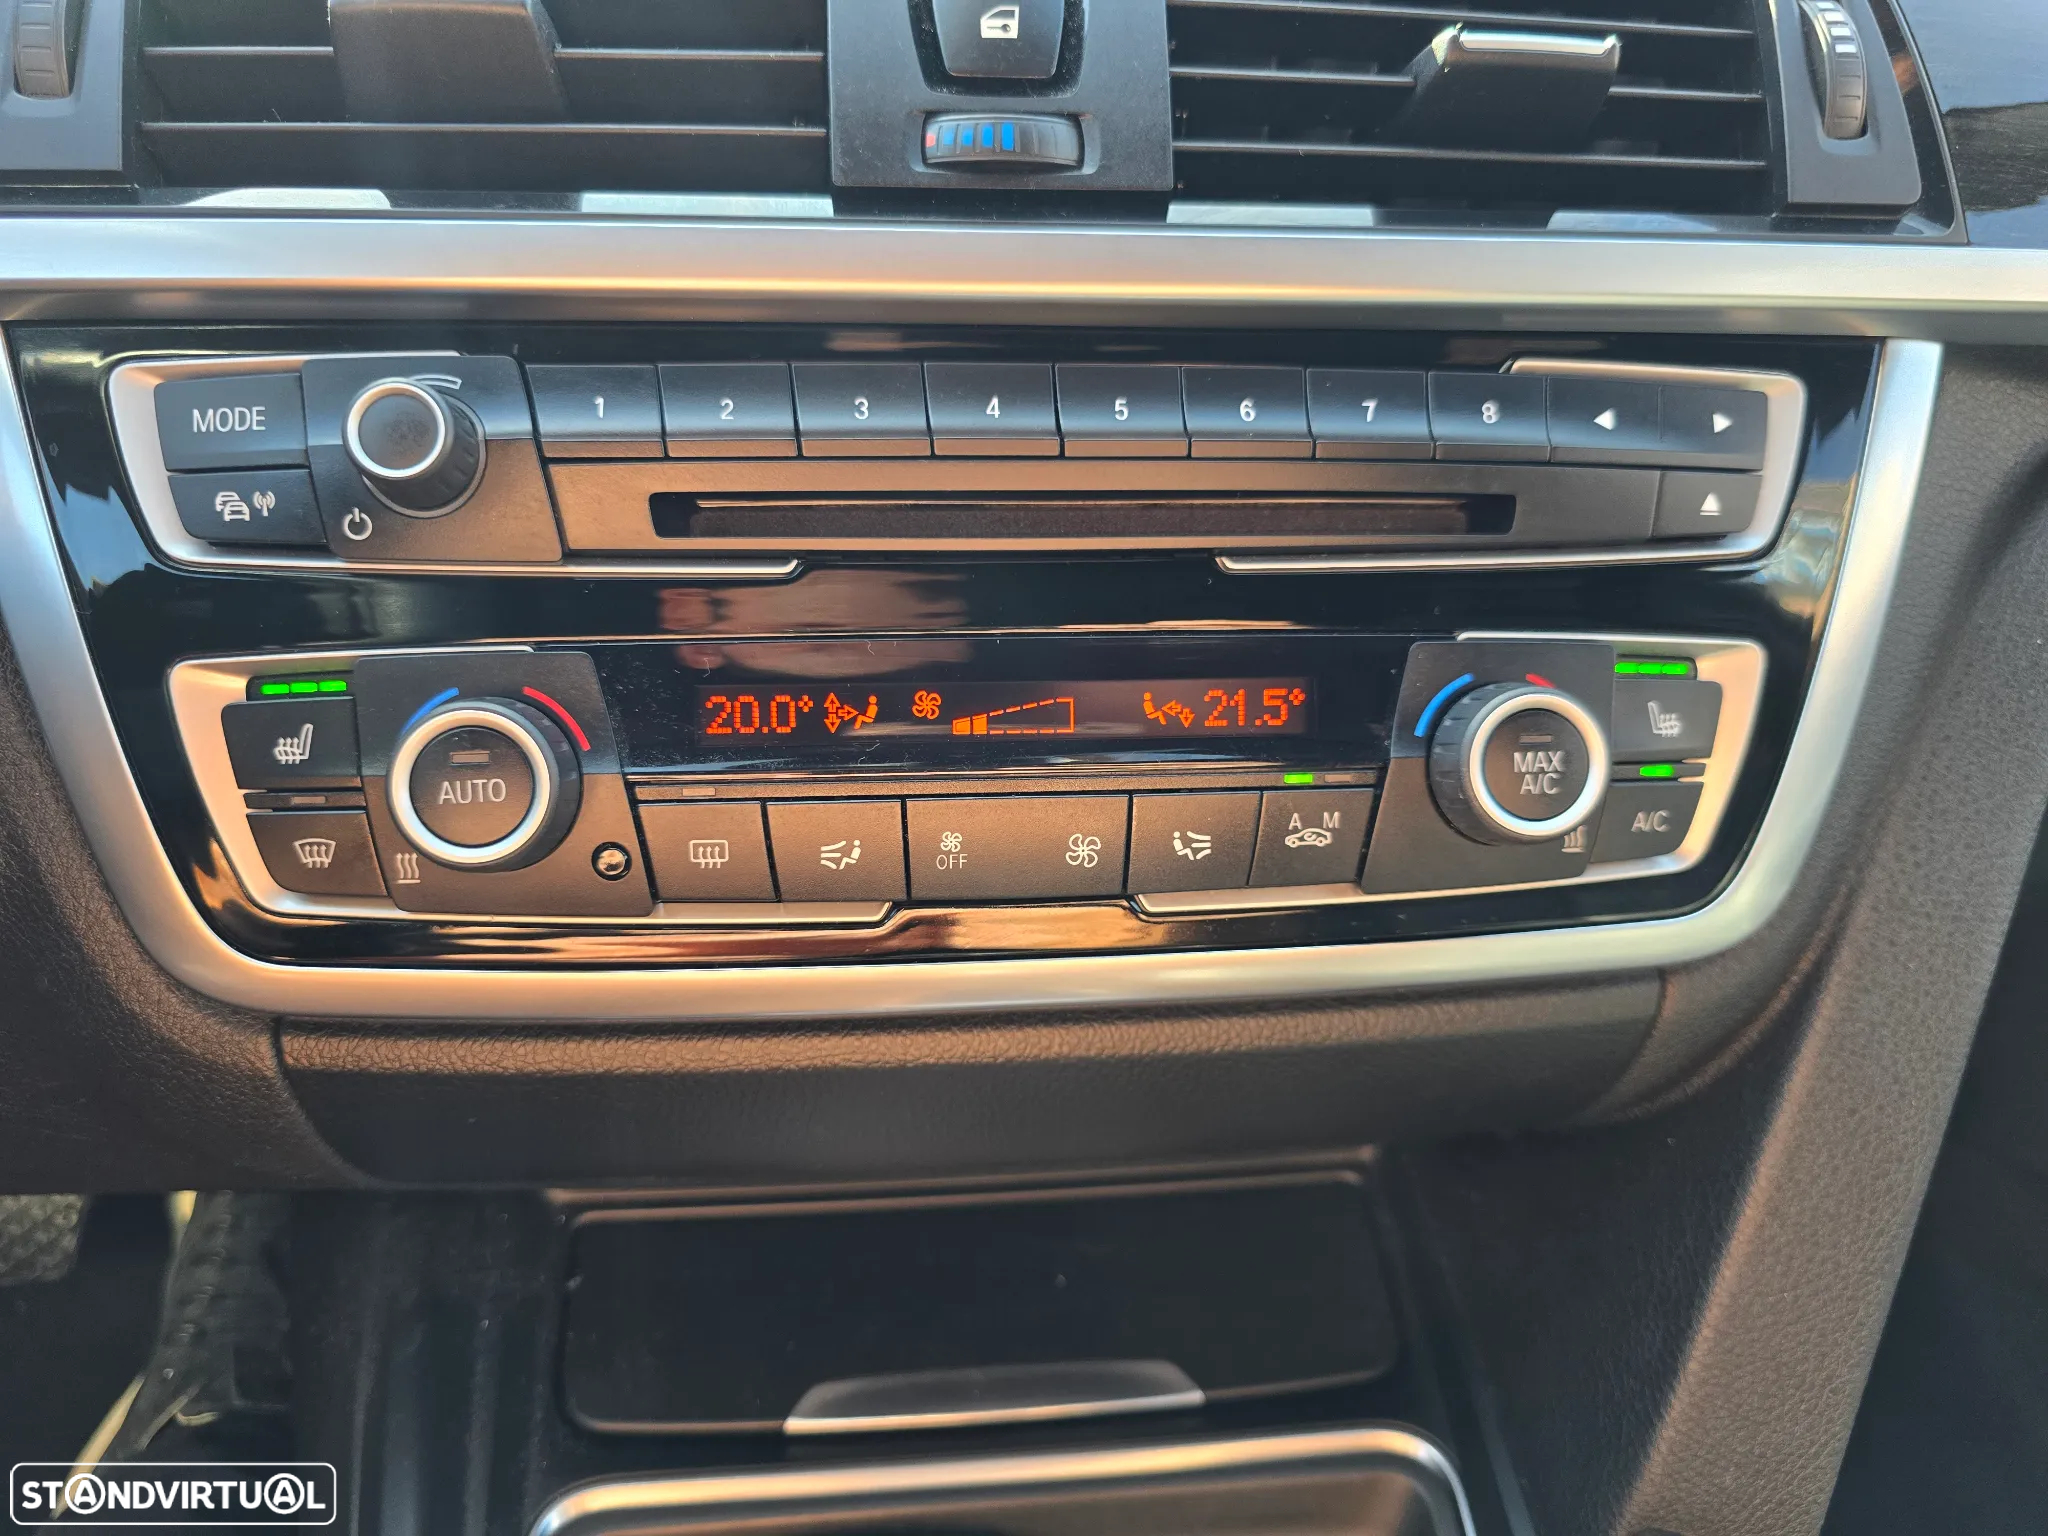 MODE
1 2 3 4 5 6 7 8
20.0° 21.5°
AUTO
MAX
A/C
A M
OFF
A/C
STANDVIRTUAL